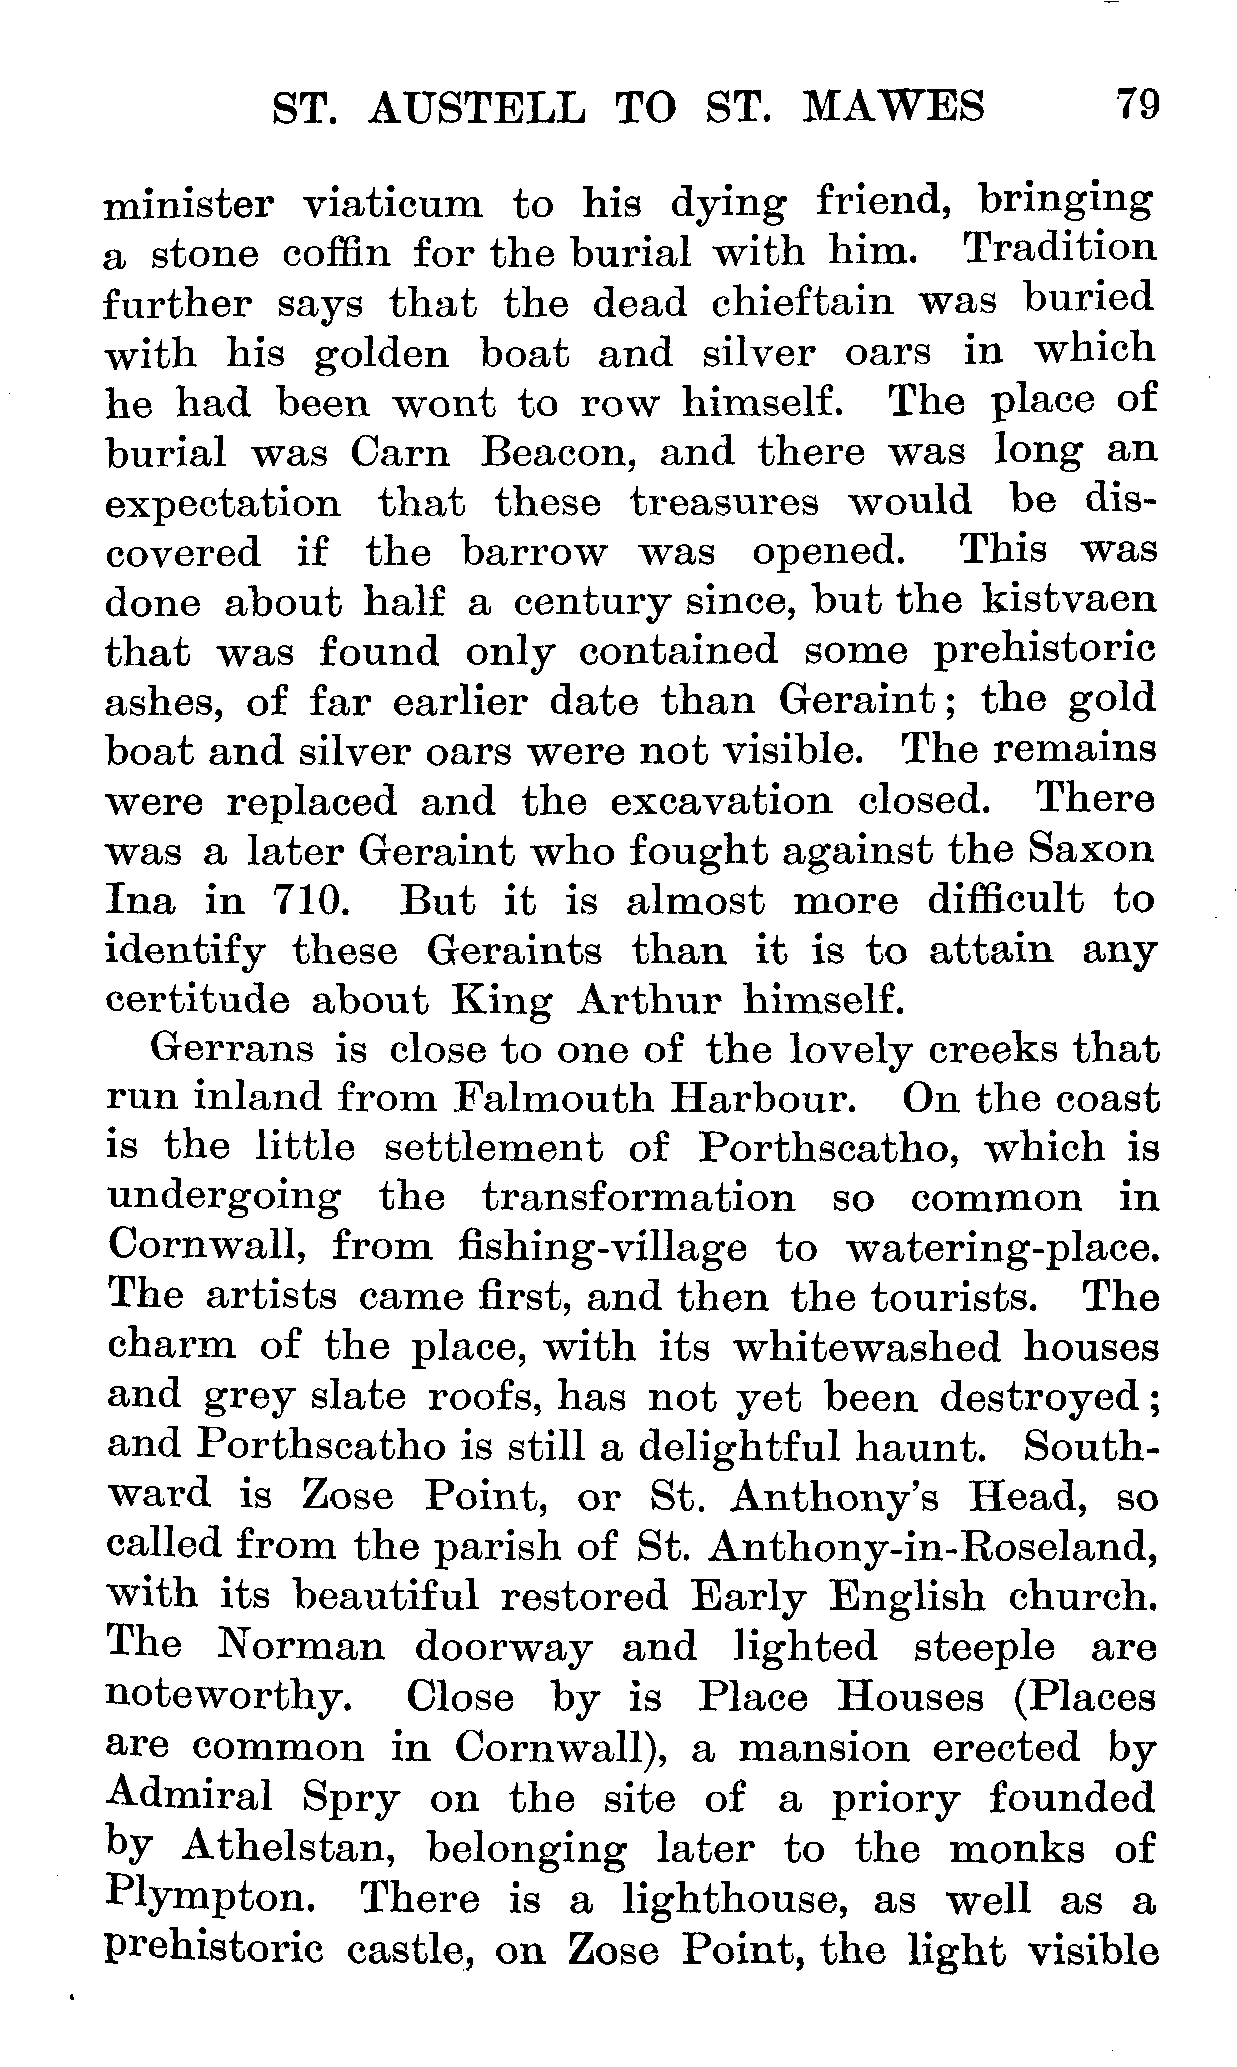 ST. AUSTELL TO ST. MAWES 79
minister viaticum to his dying friend, bringing
a stone coffin for the burial with him. Tradition
further says that the dead chieftain was buried
with his golden boat and silver oars in which
he had been wont to row himself. The place of
burial was Carn Beacon, and there was long an
expectation that these treasures would be dis-
covered if the barrow was opened. This was
done about half a century since, but the kistvaen
that was found only contained some prehistoric
ashes, of far earlier date than Geraint; the gold
boat and silver oars were not visible. The remains
were replaced and the excavation closed. There
was a later Geraint who fought against the Saxon
Ina in 710. But it is almost more difficult to
identify these Geraints than it is to attain any
certitude about King Arthur himself.
Gerrans is close to one of the lovely creeks that
run inland from Falmouth Harbour. On the coast
is the little settlement of Porthscatho, which is
undergoing the transformation so common in
Cornwall, from fishing-village to watering-place.
The artists came first, and then the tourists. The
charm of the place, with its whitewashed houses
and grey slate roofs, has not yet been destroyed;
and Porthscatho is still a delightful haunt. South-
ward is Zose Point, or St. Anthony's Head, so
called from the parish of St. Anthony-in-Roseland,
with its beautiful restored Early English church.
The Norman doorway and lighted steeple are
noteworthy. Close by is Place Houses (Places
are common in Cornwall), a mansion erected by
Admiral Spry on the site of a priory founded
by Athelstan, belonging later to the monks of
Plympton. There is a lighthouse, as well as a
prehistoric castle, on Zose Point, the light visible